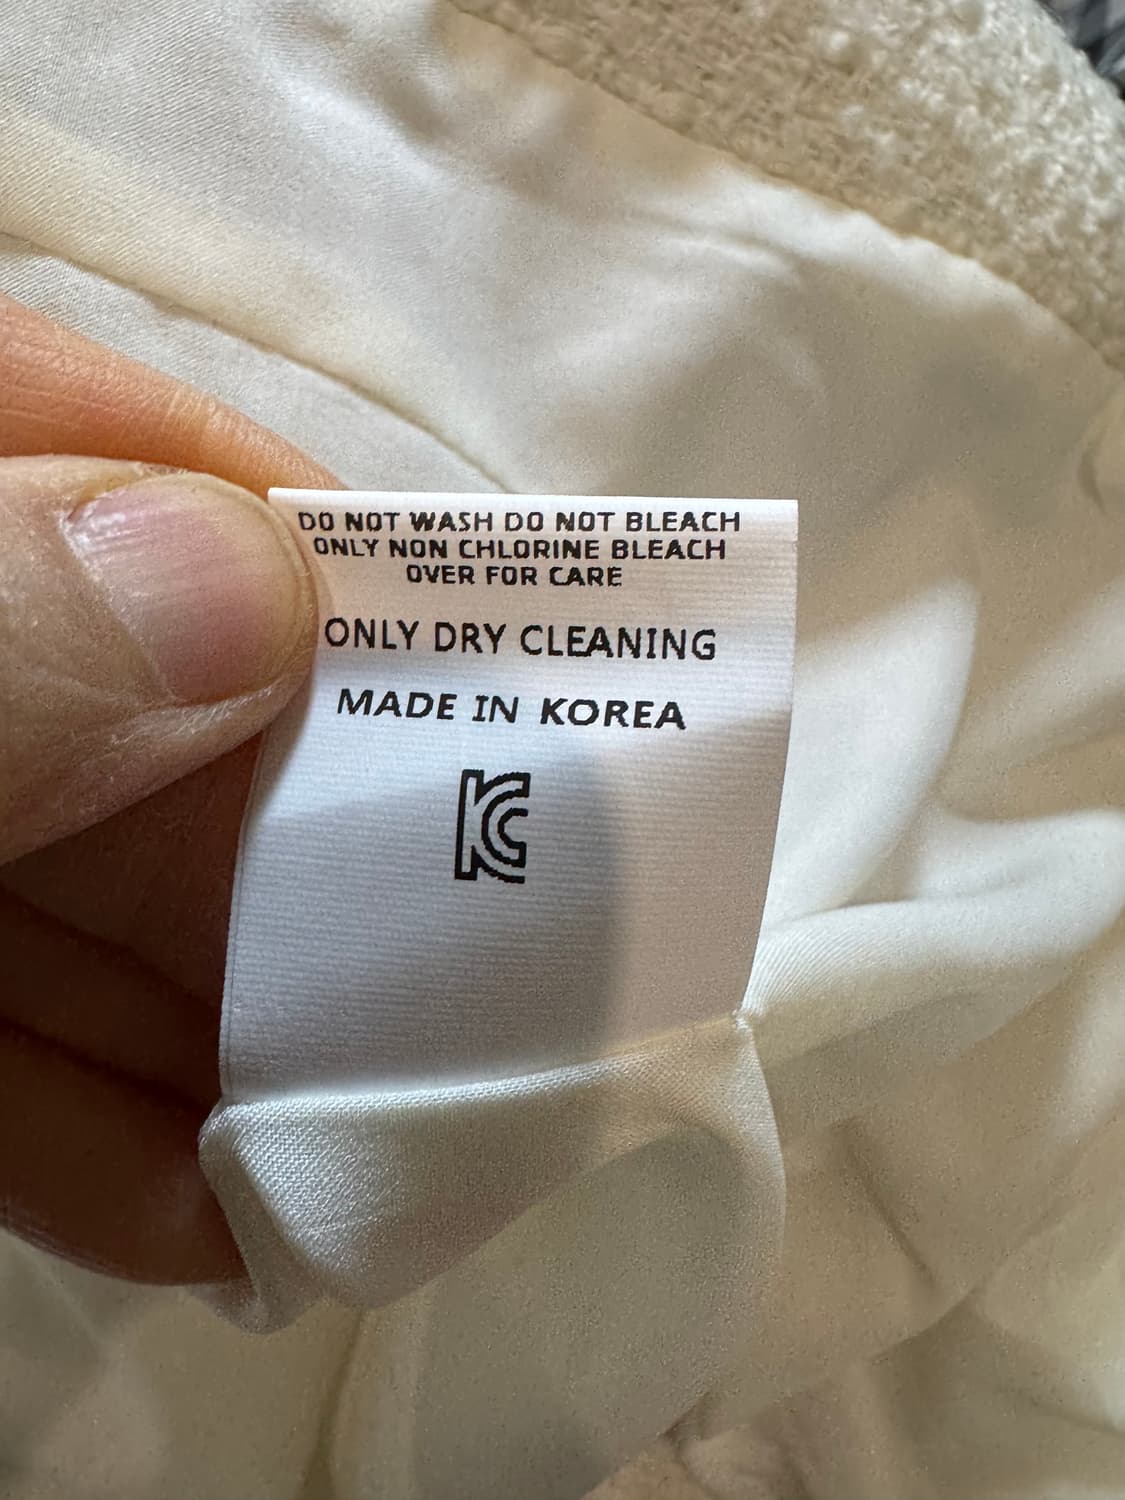 DO NOT WASH DO NOT BLEACH
ONLY NON CHLORINE BLEACH
OVER FOR CARE
ONLY DRY CLEANING
MADE IN KOREA
KC